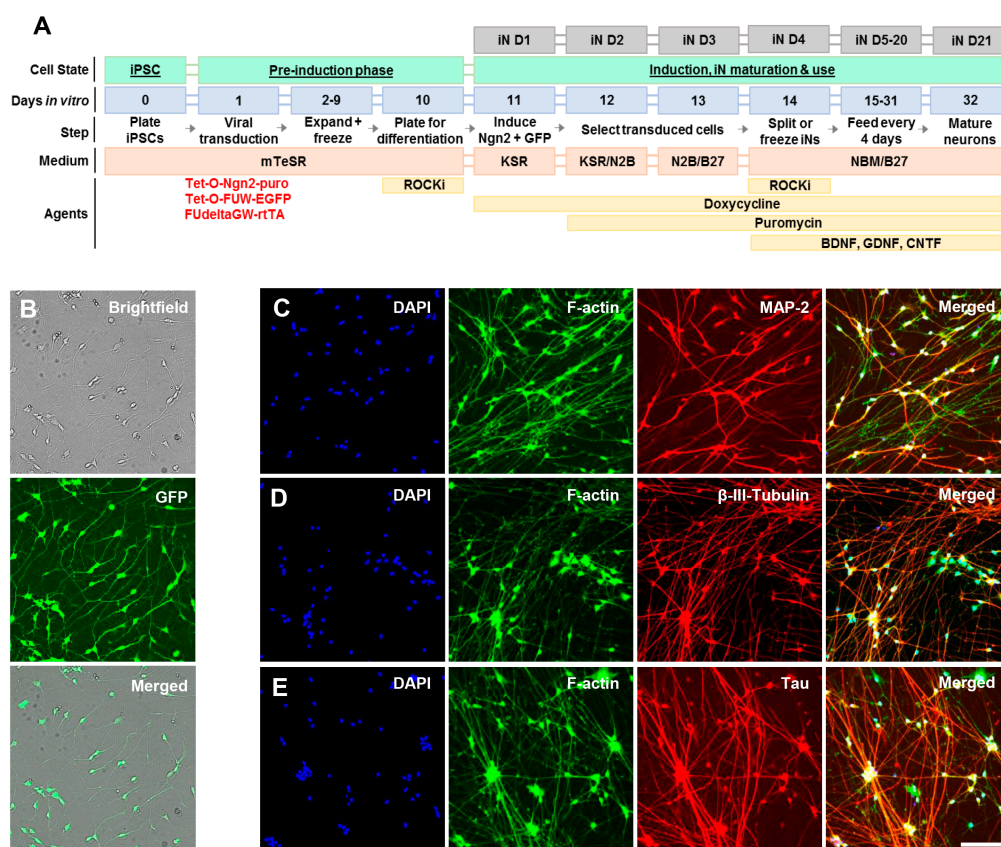 A
iN D1 iN D2 iN D3 iN D4 iN D5-20 iN D21
Cell State iPSC Pre-induction phase Induction, iN maturation & use
Days in vitro 0 1 2-9 10 11 12 13 14 15-31 32
Step Plate iPSCs Viral transduction Expand + freeze Plate for differentiation Induce Ngn2 + GFP Select transduced cells Split or freeze iNs Feed every 4 days Mature neurons
Medium mTeSR KSR KSR/N2B N2B/B27 NBM/B27
Agents
Tet-O-Ngn2-puro
Tet-O-FUW-EGFP
FUdeltaGW-rtTA
ROCKi ROCKi
Doxycycline
Puromycin
BDNF, GDNF, CNTF
B Brightfield
GFP
Merged
C DAPI F-actin MAP-2 Merged
D DAPI F-actin β-III-Tubulin Merged
E DAPI F-actin Tau Merged